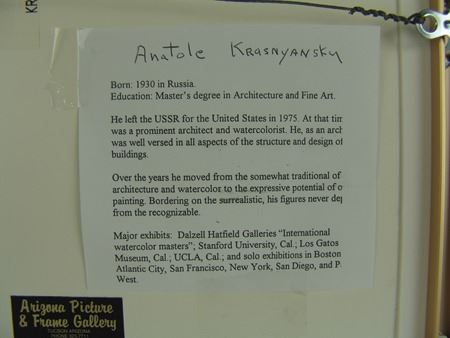 KR
Anatole Krasnyansky
Born: 1930 in Russia.
Education: Master's degree in Architecture and Fine Art.
He left the USSR for the United States in 1975. At that tim
was a prominent architect and watercolorist. He, as an arch
was well versed in all aspects of the structure and design of
buildings.
Over the years he moved from the somewhat traditional of
architecture and watercolor to the expressive potential of o
painting. Bordering on the surrealistic, his figures never dep
from the recognizable.
Major exhibits: Dalzell Hatfield Galleries "International
watercolor masters"; Stanford University, Cal.; Los Gatos
Museum, Cal.; UCLA, Cal.; and solo exhibitions in Boston
Atlantic City, San Francisco, New York, San Diego, and P
West.
Arizona Picture
& Frame Gallery
TUCSON ARIZONA
PHONE